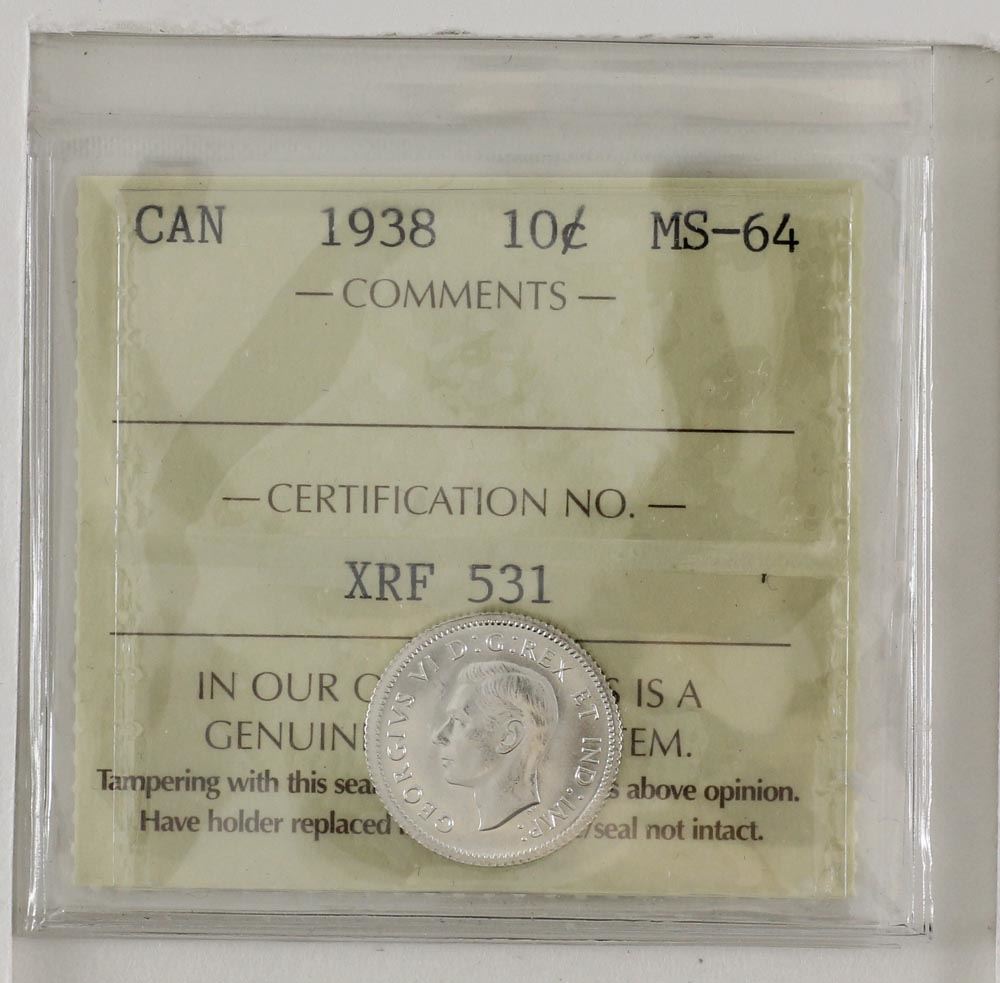 CAN 1938 10¢ MS-64
— COMMENTS —
— CERTIFICATION NO. —
XRF 531
IN OUR IS A
GENUIN EM.
Tampering with this sea above opinion.
Have holder replaced /seal not intact.
GEORGIVS VI D:G:REX ET IND:IMP: